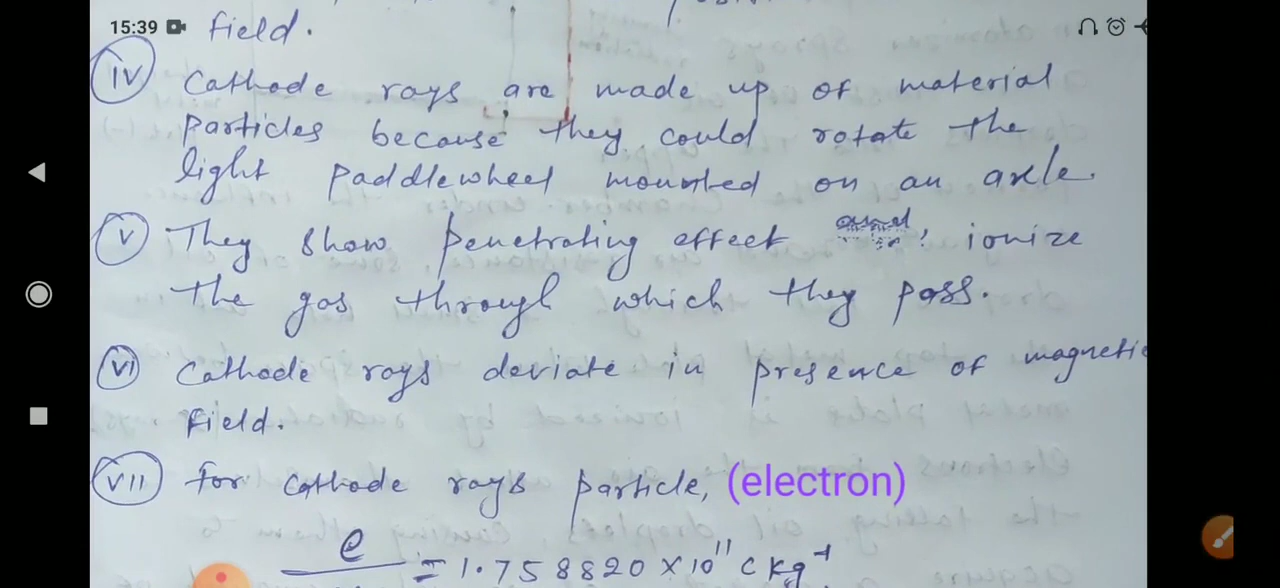 15:39
field.
iv Cathode rays are made up of material
particles because they could rotate the
light paddlewheel mounted on an axle.
v They show penetrating effect ionize
the gas through which they pass.
vi Cathode rays deviate in presence of magnetic
field.
vii For cathode rays particle, (electron)
e = 1.758820 × 10¹¹ C kg⁻¹